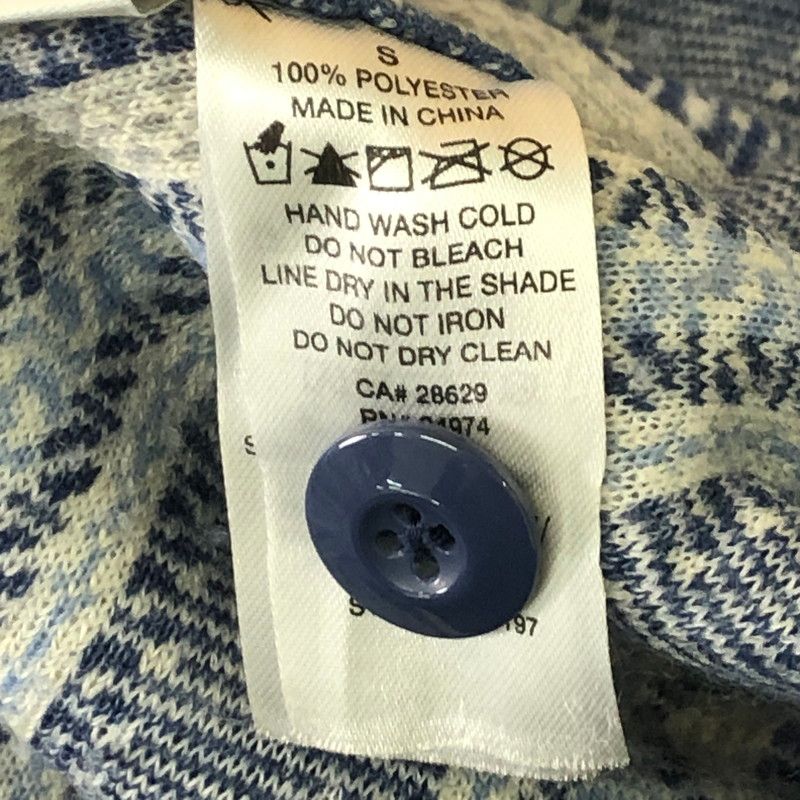 S
100% POLYESTER
MADE IN CHINA
HAND WASH COLD
DO NOT BLEACH
LINE DRY IN THE SHADE
DO NOT IRON
DO NOT DRY CLEAN
CA# 28629